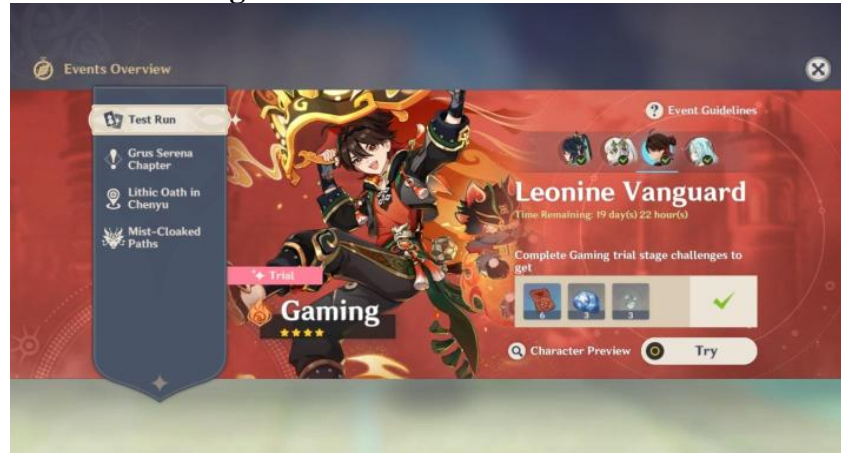 Events Overview
Test Run
Grus Serena
Chapter
Lithic Oath in
Chenyu
Mist-Cloaked
Paths
Trial
Gaming
Event Guidelines
Leonine Vanguard
Time Remaining: 19 day(s) 22 hour(s)
Complete Gaming trial stage challenges to
get
6 3 3
Character Preview
Try